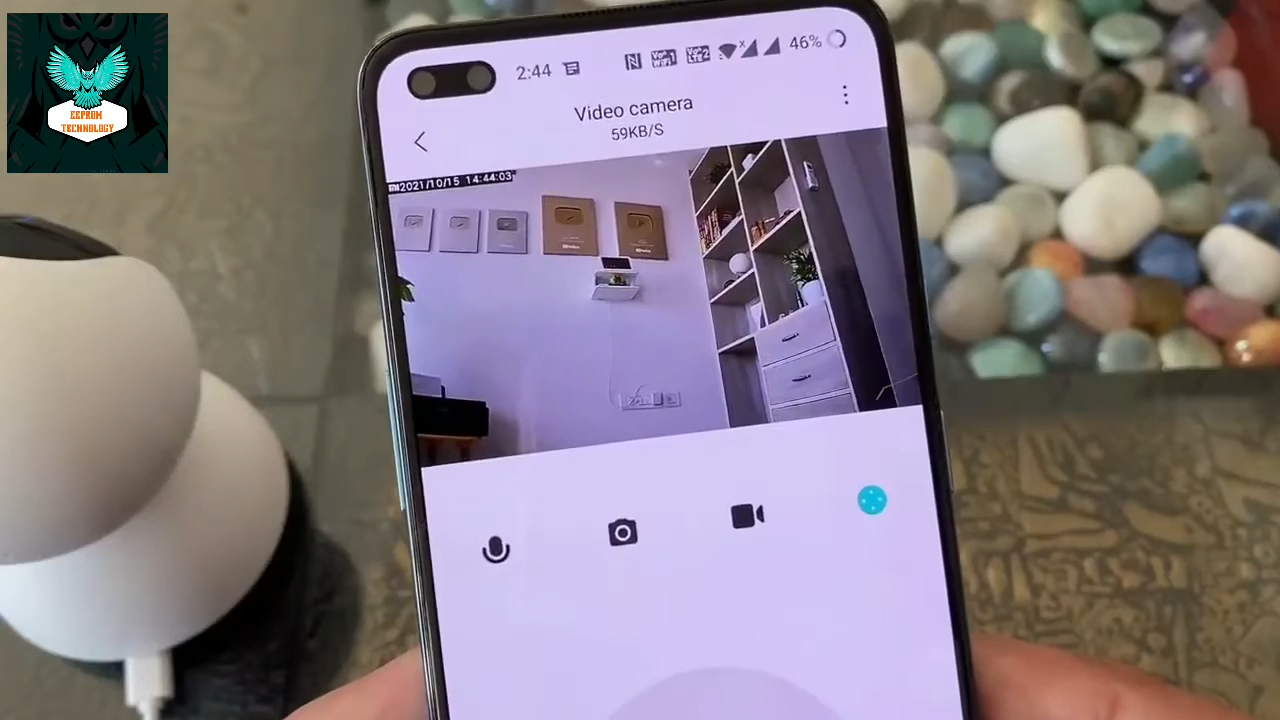 EEPROM
TECHNOLOGY
2:44
46%
Video camera
59KB/S
2021/10/15 14:44:03